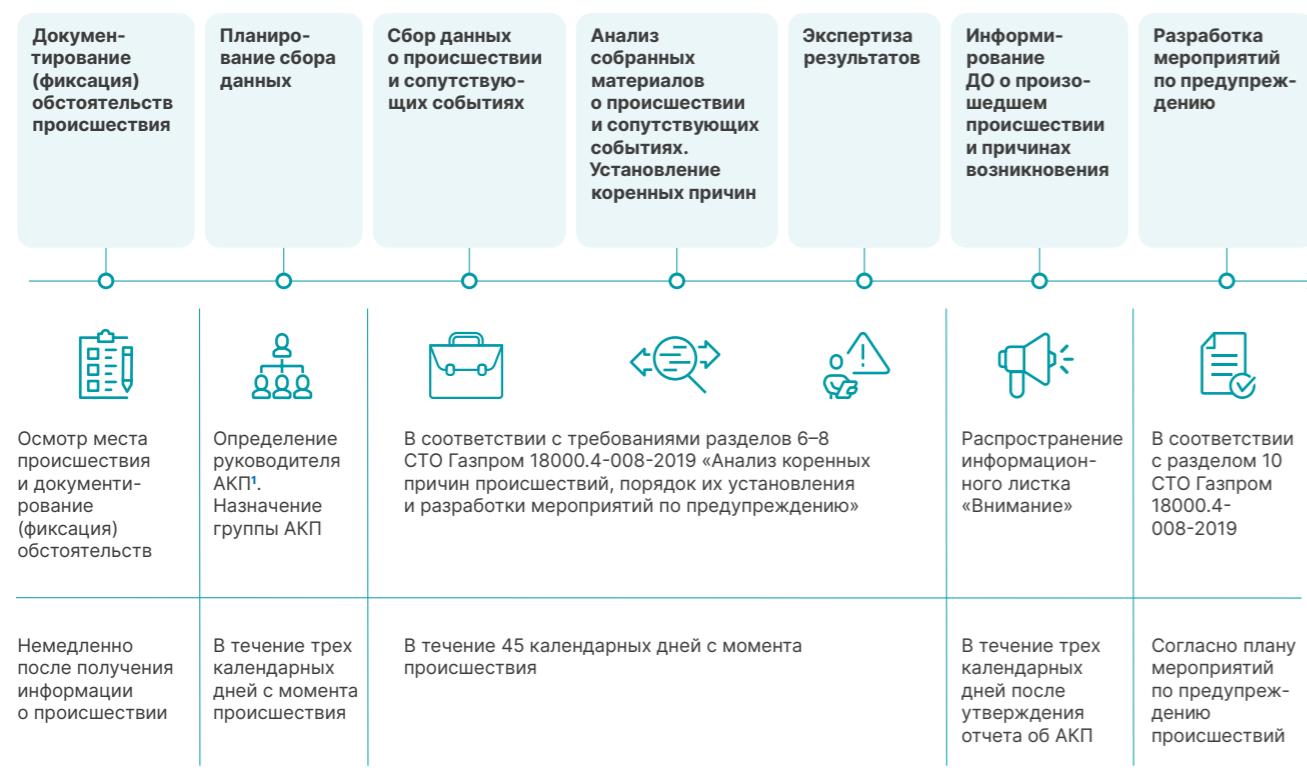 Докумен-
тирование
(фиксация)
обстоятельств
происшествия
Планиро-
вание сбора
данных
Сбор данных
о происшествии
и сопутствую-
щих событиях
Анализ
собранных
материалов
о происшествии
и сопутствующих
событиях.
Установление
коренных причин
Экспертиза
результатов
Информи-
рование
ДО о произо-
шедшем
происшествии
и причинах
возникновения
Разработка
мероприятий
по предупреж-
дению
Осмотр места
происшествия
и документи-
рование
(фиксация)
обстоятельств
Определение
руководителя
АКП¹.
Назначение
группы АКП
В соответствии с требованиями разделов 6–8
СТО Газпром 18000.4-008-2019 «Анализ коренных
причин происшествий, порядок их установления
и разработки мероприятий по предупреждению»
Распространение
информацион-
ного листка
«Внимание»
В соответствии
с разделом 10
СТО Газпром
18000.4-
008-2019
Немедленно
после получения
информации
о происшествии
В течение трех
календарных
дней с момента
происшествия
В течение 45 календарных дней с момента
происшествия
В течение трех
календарных
дней после
утверждения
отчета об АКП
Согласно плану
мероприятий
по предупреж-
дению
происшествий